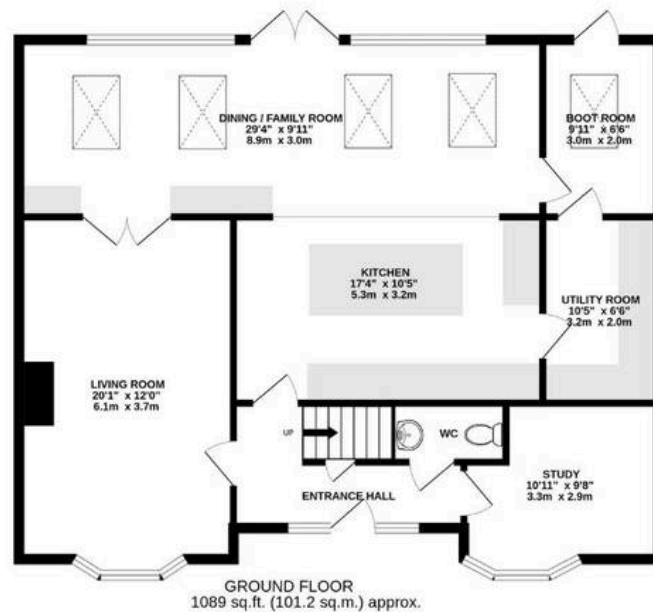 DINING / FAMILY ROOM
29'4" x 9'11"
8.9m x 3.0m
BOOT ROOM
9'11" x 6'6"
3.0m x 2.0m
KITCHEN
17'4" x 10'5"
5.3m x 3.2m
UTILITY ROOM
10'5" x 6'6"
3.2m x 2.0m
LIVING ROOM
20'1" x 12'0"
6.1m x 3.7m
UP
WC
STUDY
10'11" x 9'8"
3.3m x 2.9m
ENTRANCE HALL
GROUND FLOOR
1089 sq.ft. (101.2 sq.m.) approx.